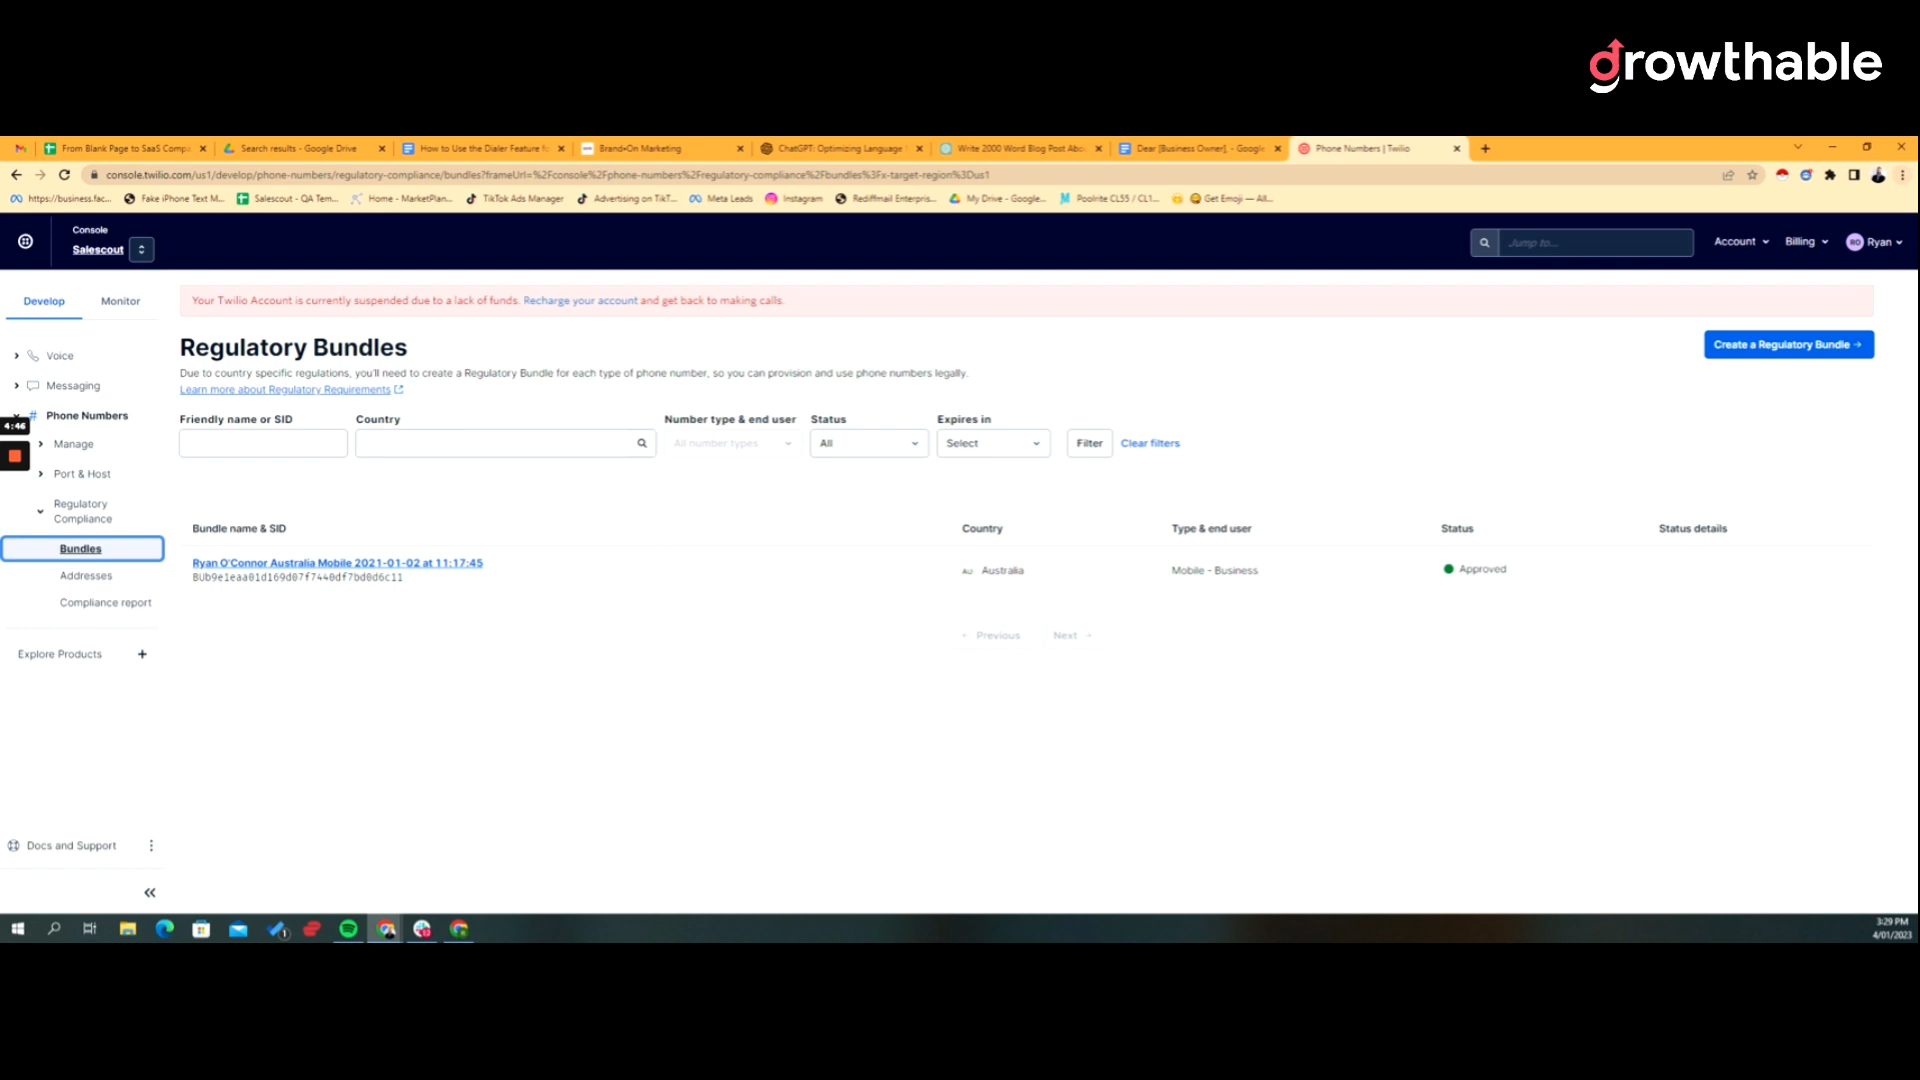 growthable
From Blank Page to SaaS Compa
Search results - Google Drive
How to Use the Dialer Feature fo
Brand•On Marketing
ChatGPT: Optimizing Language
Write 2000 Word Blog Post Abo
Dear [Business Owner], - Google
Phone Numbers | Twilio
console.twilio.com/us1/develop/phone-numbers/regulatory-compliance/bundles?frameUrl=%2Fconsole%2Fphone-numbers%2Fregulatory-compliance%2Fbundles%3Fx-target-region%3Dus1
https://business.fac...
Fake iPhone Text M...
Salescout - QA Tem...
Home - MarketPlan...
TikTok Ads Manager
Advertising on TikT...
Meta Leads
Instagram
Rediffmail Enterpris...
My Drive - Google...
Poolrite CL55 / CL1...
Get Emoji — All...
Console
Salescout
Jump to...
Account
Billing
RO Ryan
Develop
Monitor
Your Twilio Account is currently suspended due to a lack of funds. Recharge your account and get back to making calls.
Voice
Messaging
# Phone Numbers
4:46
Manage
Port & Host
Regulatory
Compliance
Bundles
Addresses
Compliance report
Explore Products +
Docs and Support
Regulatory Bundles
Create a Regulatory Bundle →
Due to country specific regulations, you'll need to create a Regulatory Bundle for each type of phone number, so you can provision and use phone numbers legally.
Learn more about Regulatory Requirements
Friendly name or SID
Country
Number type & end user
Status
Expires in
All number types
All
Select
Filter
Clear filters
Bundle name & SID
Country
Type & end user
Status
Status details
Ryan O'Connor Australia Mobile 2021-01-02 at 11:17:45
BUb9e1eaa01d169d07f7440df7bd0d6c11
AU Australia
Mobile - Business
Approved
Previous
Next
3:29 PM
4/01/2023